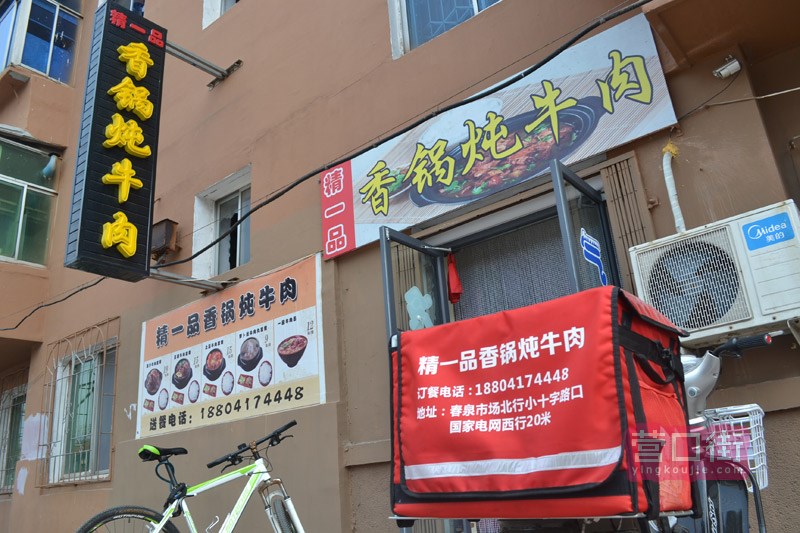 精一品
香锅炖牛肉
精一品
香锅炖牛肉
精一品香锅炖牛肉
送餐电话：18804174448
Midea
美的
精一品香锅炖牛肉
订餐电话：18804174448
地址：春泉市场北行小十字路口
国家电网西行20米
营口街
yingkoujie.com